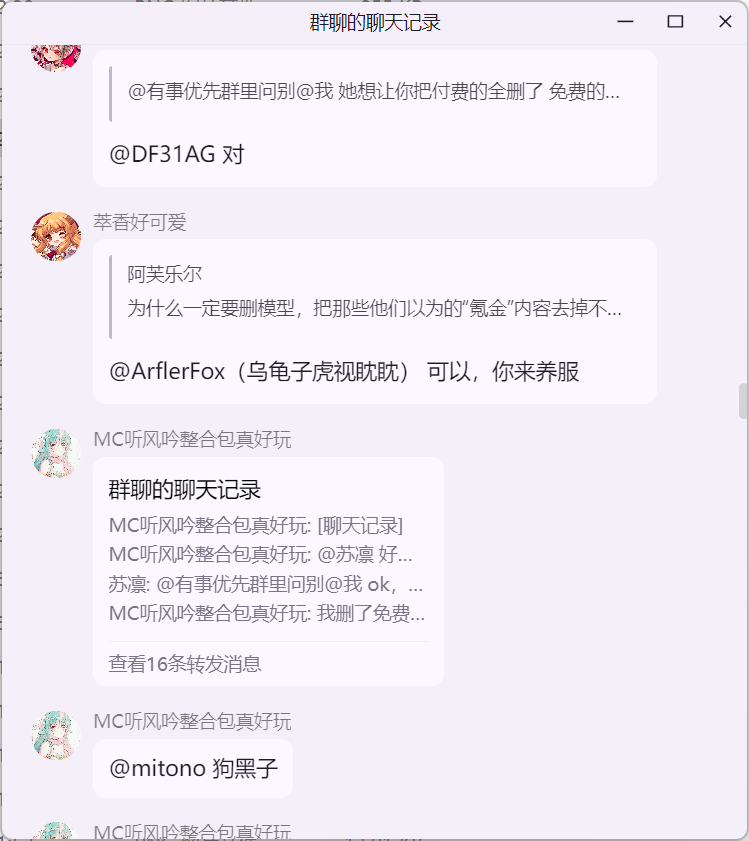 群聊的聊天记录
@有事优先群里问别@我 她想让你把付费的全删了 免费的...
@DF31AG 对
萃香好可爱
阿芙乐尔
为什么一定要删模型，把那些他们以为的“氪金”内容去掉不...
@ArflerFox（乌龟子虎视眈眈） 可以，你来养服
MC听风吟整合包真好玩
群聊的聊天记录
MC听风吟整合包真好玩: [聊天记录]
MC听风吟整合包真好玩: @苏凛 好...
苏凛: @有事优先群里问别@我 ok，...
MC听风吟整合包真好玩: 我删了免费...
查看16条转发消息
MC听风吟整合包真好玩
@mitono 狗黑子
MC听风吟整合包真好玩